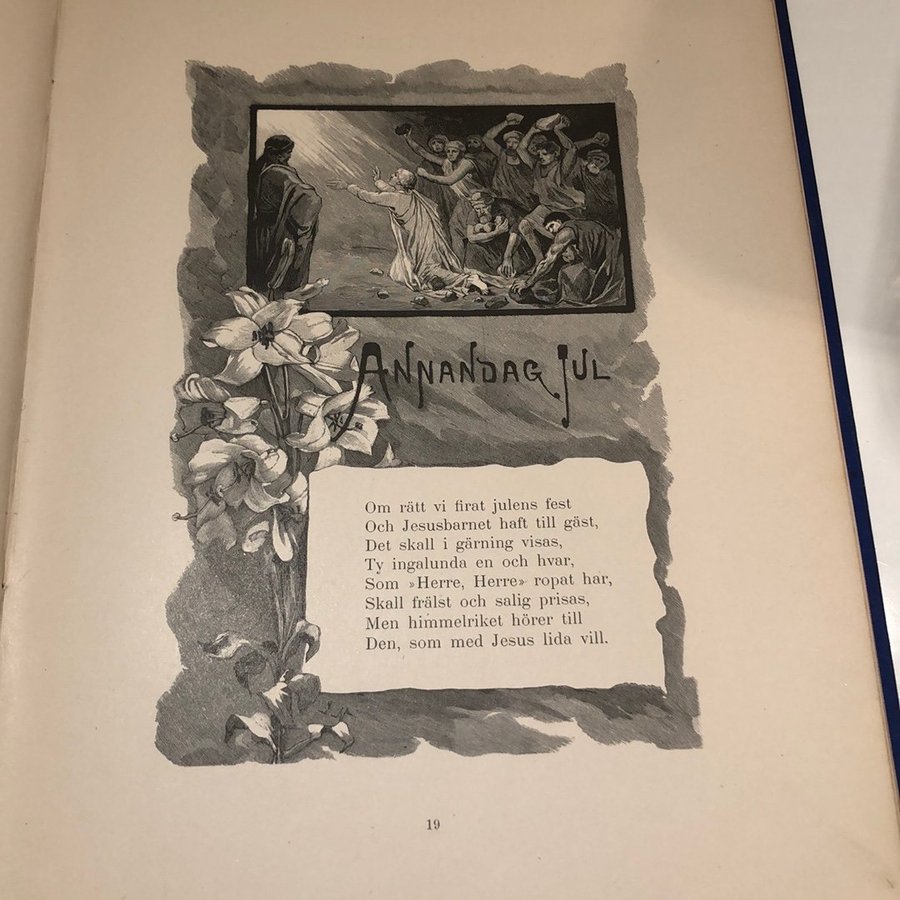 ANNANDAG JUL
Om rätt vi firat julens fest
Och Jesusbarnet haft till gäst,
Det skall i gärning visas,
Ty ingalunda en och hvar,
Som »Herre, Herre» ropat har,
Skall frälst och salig prisas,
Men himmelriket hörer till
Den, som med Jesus lida vill.
19